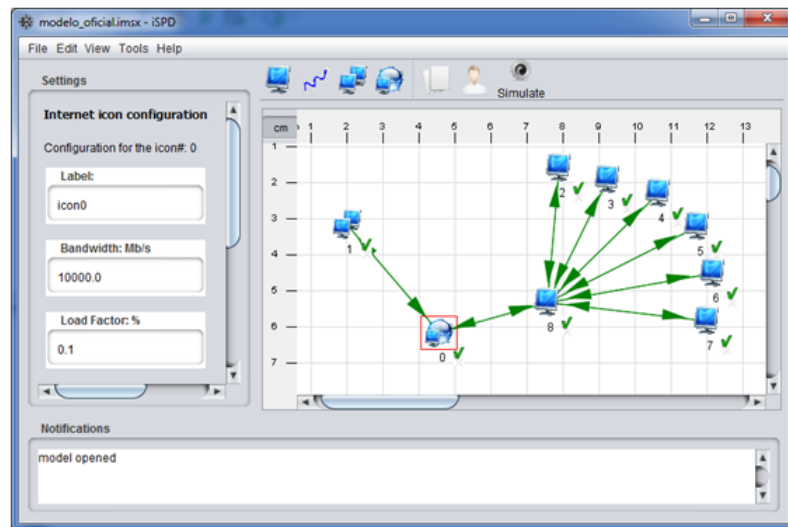 modelo_oficial.imsx - iSPD
File Edit View Tools Help
Settings
Simulate
Internet icon configuration
Configuration for the icon#: 0
Label:
icon0
Bandwidth: Mb/s
10000.0
Load Factor: %
0.1
cm 1 2 3 4 5 6 7 8 9 10 11 12 13
1
2
3
4
5
6
7
2
3
4
5
6
7
1
8
0
Notifications
model opened